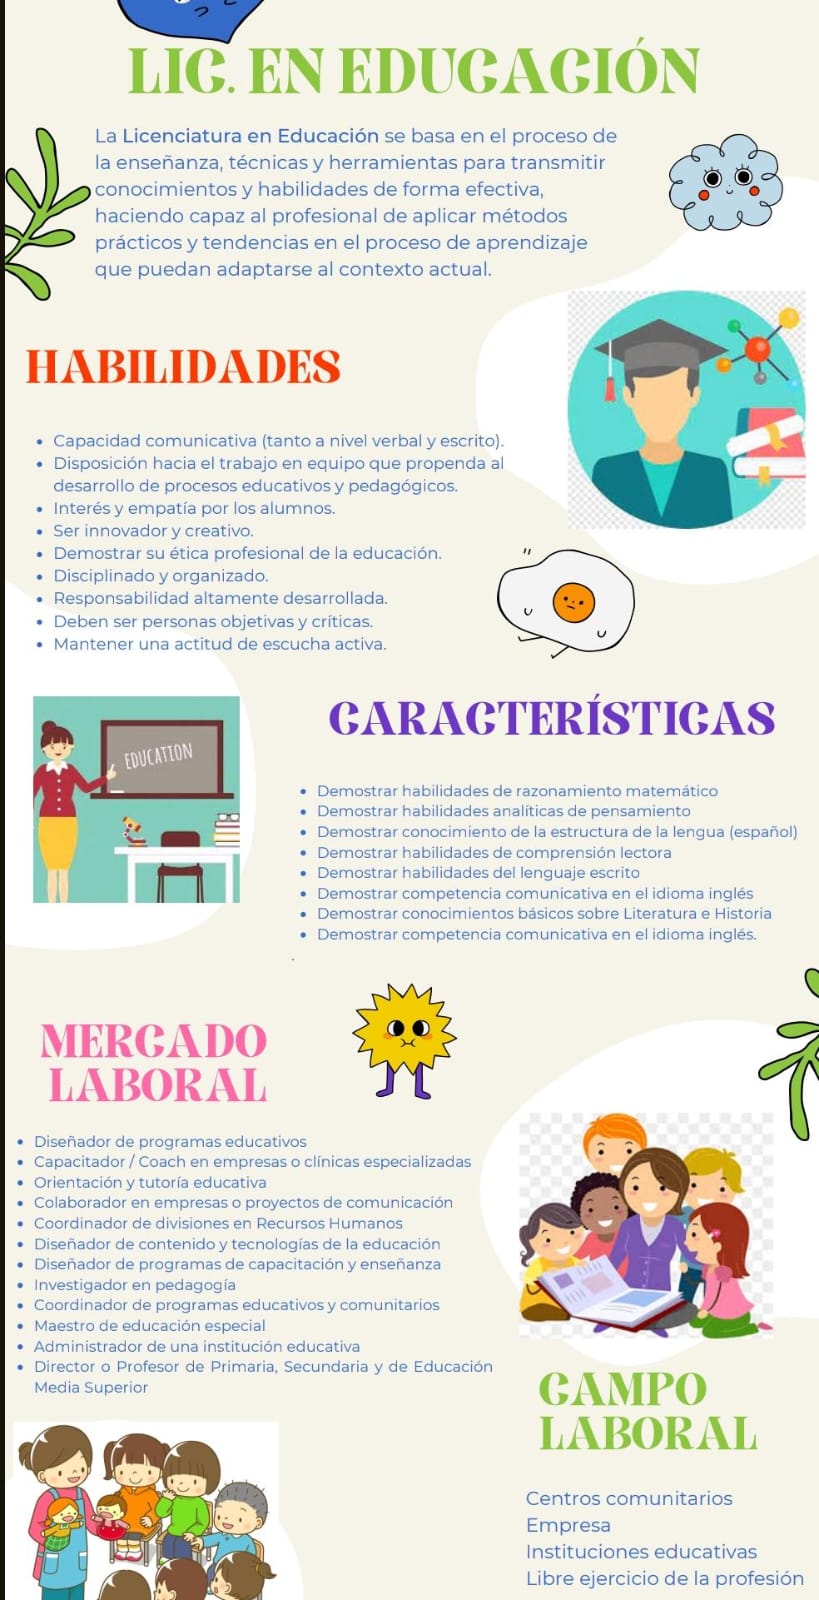 LIC. EN EDUCACIÓN
La Licenciatura en Educación se basa en el proceso de
la enseñanza, técnicas y herramientas para transmitir
conocimientos y habilidades de forma efectiva,
haciendo capaz al profesional de aplicar métodos
prácticos y tendencias en el proceso de aprendizaje
que puedan adaptarse al contexto actual.
HABILIDADES
• Capacidad comunicativa (tanto a nivel verbal y escrito).
• Disposición hacia el trabajo en equipo que propenda al
desarrollo de procesos educativos y pedagógicos.
• Interés y empatía por los alumnos.
• Ser innovador y creativo.
• Demostrar su ética profesional de la educación.
• Disciplinado y organizado.
• Responsabilidad altamente desarrollada.
• Deben ser personas objetivas y críticas.
• Mantener una actitud de escucha activa.
EDUCATION
CARACTERÍSTICAS
• Demostrar habilidades de razonamiento matemático
• Demostrar habilidades analíticas de pensamiento
• Demostrar conocimiento de la estructura de la lengua (español)
• Demostrar habilidades de comprensión lectora
• Demostrar habilidades del lenguaje escrito
• Demostrar competencia comunicativa en el idioma inglés
• Demostrar conocimientos básicos sobre Literatura e Historia
• Demostrar competencia comunicativa en el idioma inglés.
.
MERCADO
LABORAL
• Diseñador de programas educativos
• Capacitador / Coach en empresas o clínicas especializadas
• Orientación y tutoría educativa
• Colaborador en empresas o proyectos de comunicación
• Coordinador de divisiones en Recursos Humanos
• Diseñador de contenido y tecnologías de la educación
• Diseñador de programas de capacitación y enseñanza
• Investigador en pedagogía
• Coordinador de programas educativos y comunitarios
• Maestro de educación especial
• Administrador de una institución educativa
• Director o Profesor de Primaria, Secundaria y de Educación
Media Superior
CAMPO
LABORAL
Centros comunitarios
Empresa
Instituciones educativas
Libre ejercicio de la profesión